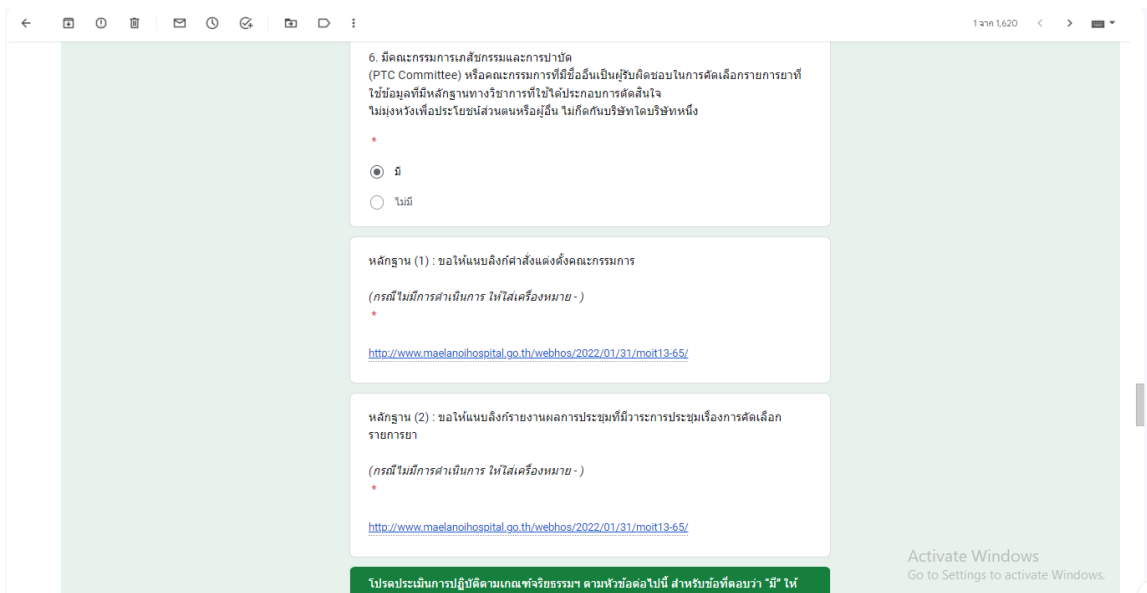 1 จาก 1,620
6. มีคณะกรรมการเภสัชกรรมและการบำบัด
(PTC Committee) หรือคณะกรรมการที่มีชื่ออื่นเป็นผู้รับผิดชอบในการคัดเลือกรายการยาที่
ใช้ข้อมูลที่มีหลักฐานทางวิชาการที่ใช้ได้ประกอบการตัดสินใจ
ไม่มุ่งหวังเพื่อประโยชน์ส่วนตนหรือผู้อื่น ไม่กีดกันบริษัทใดบริษัทหนึ่ง
*
มี
ไม่มี
หลักฐาน (1) : ขอให้แนบลิงก์คำสั่งแต่งตั้งคณะกรรมการ
(กรณีไม่มีการดำเนินการ ให้ใส่เครื่องหมาย - )
*
http://www.maelanoihospital.go.th/webhos/2022/01/31/moit13-65/
หลักฐาน (2) : ขอให้แนบลิงก์รายงานผลการประชุมที่มีวาระการประชุมเรื่องการคัดเลือก
รายการยา
(กรณีไม่มีการดำเนินการ ให้ใส่เครื่องหมาย - )
*
http://www.maelanoihospital.go.th/webhos/2022/01/31/moit13-65/
โปรดประเมินการปฏิบัติตามเกณฑ์จริยธรรมฯ ตามหัวข้อต่อไปนี้ สำหรับข้อที่ตอบว่า "มี" ให้
Activate Windows
Go to Settings to activate Windows.